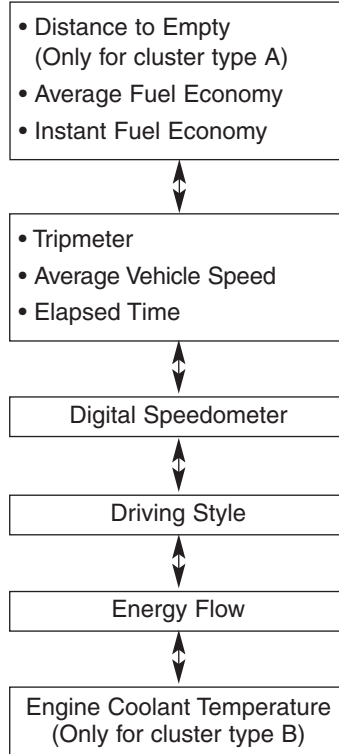 • Distance to Empty
(Only for cluster type A)
• Average Fuel Economy
• Instant Fuel Economy
• Tripmeter
• Average Vehicle Speed
• Elapsed Time
Digital Speedometer
Driving Style
Energy Flow
Engine Coolant Temperature
(Only for cluster type B)